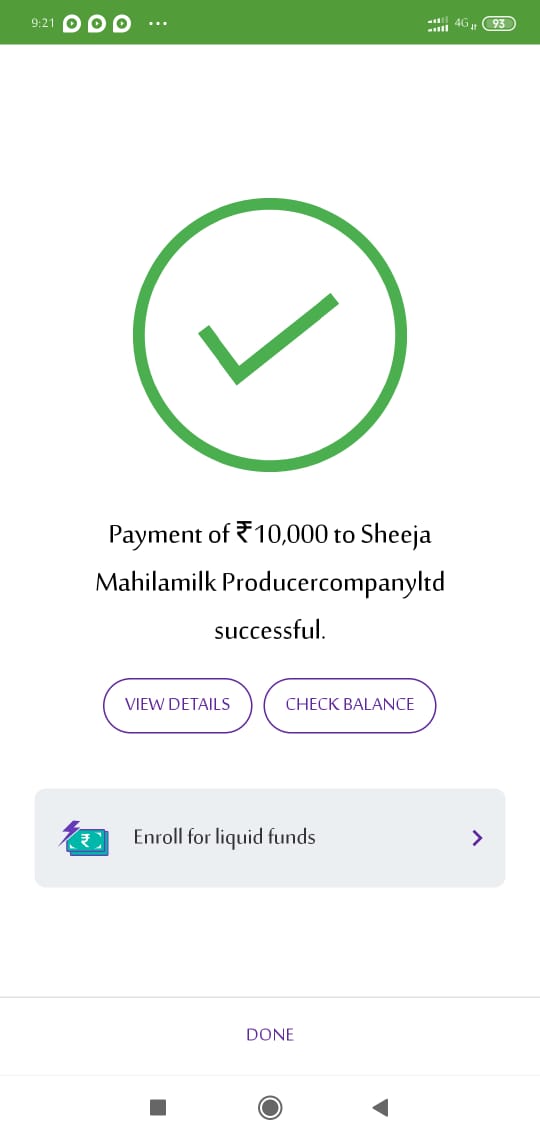 9:21 ... 4G 93
Payment of ₹10,000 to Sheeja
Mahilamilk Producercompanyltd
successful.
VIEW DETAILS CHECK BALANCE
₹ Enroll for liquid funds
DONE